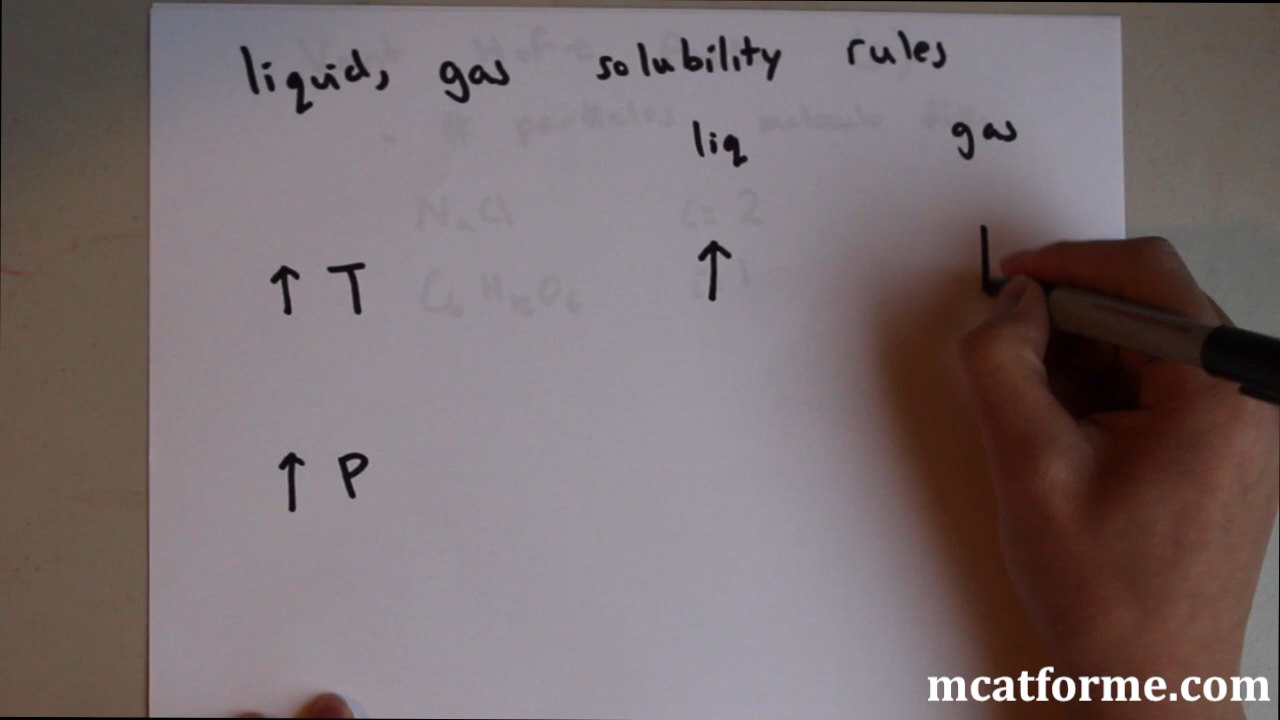 liquid, gas solubility rules
liq gas
↑ T ↑
↑ P
mcatforme.com